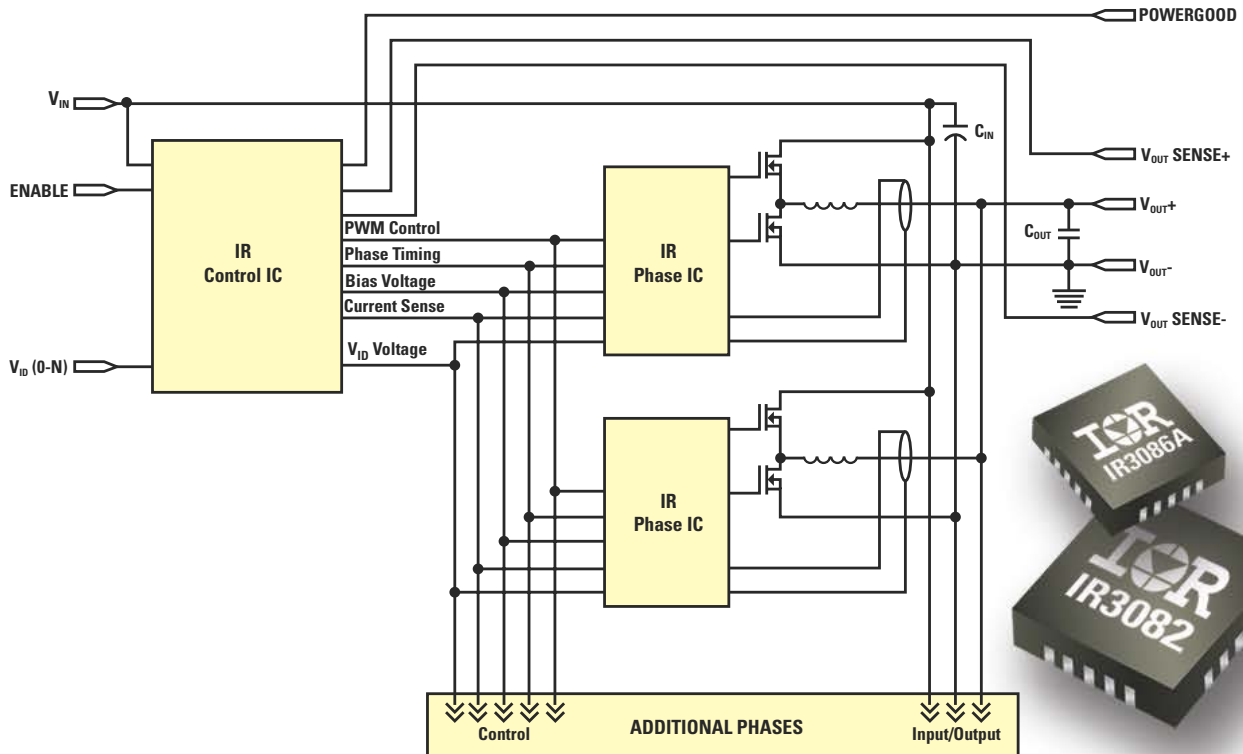 POWERGOOD
V_IN
C_IN
V_OUT SENSE+
ENABLE
V_OUT+
PWM Control
IR
Control IC
IR
Phase IC
C_OUT
Phase Timing
V_OUT-
Bias Voltage
Current Sense
V_OUT SENSE-
V_ID Voltage
V_ID (0-N)
IR
Phase IC
IOR
IR3086A
IOR
IR3082
ADDITIONAL PHASES
Control
Input/Output